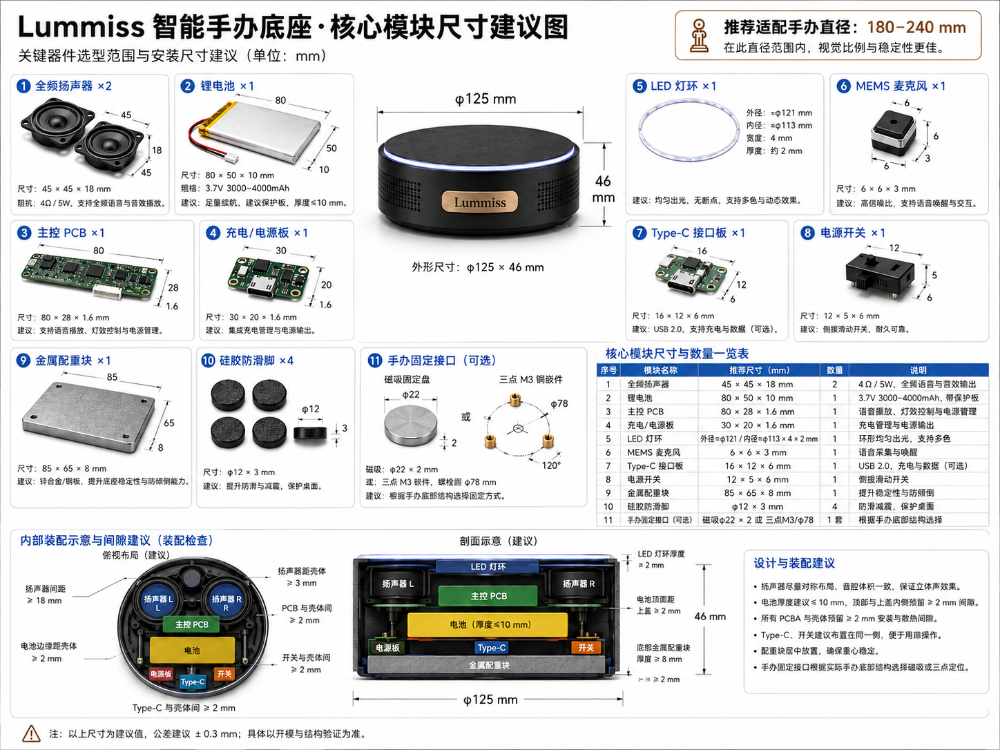 Lummiss 智能手办底座·核心模块尺寸建议图
关键器件选型范围与安装尺寸建议（单位：mm）
推荐适配手办直径：180–240 mm
在此直径范围内，视觉比例与稳定性更佳。
1 全频扬声器 ×2
45
18
45
尺寸：45 × 45 × 18 mm
阻抗：4Ω / 5W，支持全频语音与音效播放。
2 锂电池 ×1
80
50
10
尺寸：80 × 50 × 10 mm
阻格：3.7V 3000–4000mAh
建议：足量续航，建议保护板，厚度≤10 mm。
φ125 mm
46
mm
Lummiss
外形尺寸：φ125 × 46 mm
5 LED 灯环 ×1
外径：≈φ121 mm
内径：≈φ113 mm
宽度：4 mm
厚度：约 2 mm
建议：均匀出光，无断点，支持多色与动态效果。
6 MEMS 麦克风 ×1
6
6
3
6
尺寸：6 × 6 × 3 mm
建议：高信噪比，支持语音唤醒与交互。
3 主控 PCB ×1
80
28
1.6
尺寸：80 × 28 × 1.6 mm
建议：支持语音播放、灯效控制与电源管理。
4 充电/电源板 ×1
30
20
1.6
尺寸：30 × 20 × 1.6 mm
建议：集成充电管理与电源输出。
7 Type-C 接口板 ×1
16
12
6
尺寸：16 × 12 × 6 mm
建议：USB 2.0，支持充电与数据（可选）。
8 电源开关 ×1
12
5
6
尺寸：12 × 5 × 6 mm
建议：侧拨滑动开关，耐久可靠。
9 金属配重块 ×1
85
65
8
尺寸：85 × 65 × 8 mm
建议：锌合金/钢板，提升底座稳定性与防倾倒能力。
10 硅胶防滑脚 ×4
φ12
3
尺寸：φ12 × 3 mm
建议：提升防滑与减震，保护桌面。
11 手办固定接口（可选）
磁吸固定盘
φ22
2
或
三点 M3 铜嵌件
φ78
120°
磁吸：φ22 × 2 mm
或：三点 M3 嵌件，螺栓圆 φ78 mm
建议：根据手办底部结构选择固定方式。
核心模块尺寸与数量一览表
序号 模块名称 推荐尺寸（mm） 数量 说明
1 全频扬声器 45 × 45 × 18 mm 2 4 Ω / 5W，全频语音与音效输出
2 锂电池 80 × 50 × 10 mm 1 3.7V 3000–4000mAh，带保护板
3 主控 PCB 80 × 28 × 1.6 mm 1 语音播放、灯效控制与电源管理
4 充电/电源板 30 × 20 × 1.6 mm 1 充电管理与电源输出
5 LED 灯环 外径≈φ121 / 内径≈φ113 × 4 × 2 mm 1 环形均匀出光，支持多色
6 MEMS 麦克风 6 × 6 × 3 mm 1 语音采集与唤醒
7 Type-C 接口板 16 × 12 × 6 mm 1 USB 2.0，充电与数据（可选）
8 电源开关 12 × 5 × 6 mm 1 侧拨滑动开关
9 金属配重块 85 × 65 × 8 mm 1 提升稳定性与防倾倒
10 硅胶防滑脚 φ12 × 3 mm 4 防滑减震，保护桌面
11 手办固定接口（可选） 磁吸φ22 × 2 或 三点M3/φ78 1 套 根据手办底部结构选择
内部装配示意与间隙建议（装配检查）
俯视布局（建议）
扬声器间距
≥ 18 mm
电池边缘距壳体
≥ 2 mm
扬声器 L
L
扬声器 R
R
主控 PCB
电池
电源板
Type-C
开关
扬声器距壳体
≥ 3 mm
PCB 与壳体间
≥ 2 mm
开关与壳体间
≥ 2 mm
Type-C 与壳体间 ≥ 2 mm
剖面示意（建议）
LED 灯环
扬声器 L
主控 PCB
扬声器 R
电池（厚度≤10 mm）
电源板
Type-C
开关
金属配重块
φ125 mm
LED 灯环厚度
≥ 2 mm
电池顶面距
上盖 ≥ 2 mm
46 mm
底部金属配重块
厚度 ≥ 8 mm
≥ 2 mm
设计与装配建议
• 扬声器尽量对称布局，音腔体积一致，保证立体声效果。
• 电池厚度建议≤ 10 mm，顶部与上盖内侧预留 ≥ 2 mm 间隙。
• 所有 PCBA 与壳体预留 ≥ 2 mm 安装与散热间隙。
• Type-C、开关建议布置在同一侧，便于用户操作。
• 配重块居中放置，确保重心稳定。
• 手办固定接口根据实际手办底部结构选择磁吸或三点定位。
注：以上尺寸为建议值，公差建议 ± 0.3 mm；具体以开模与结构验证为准。